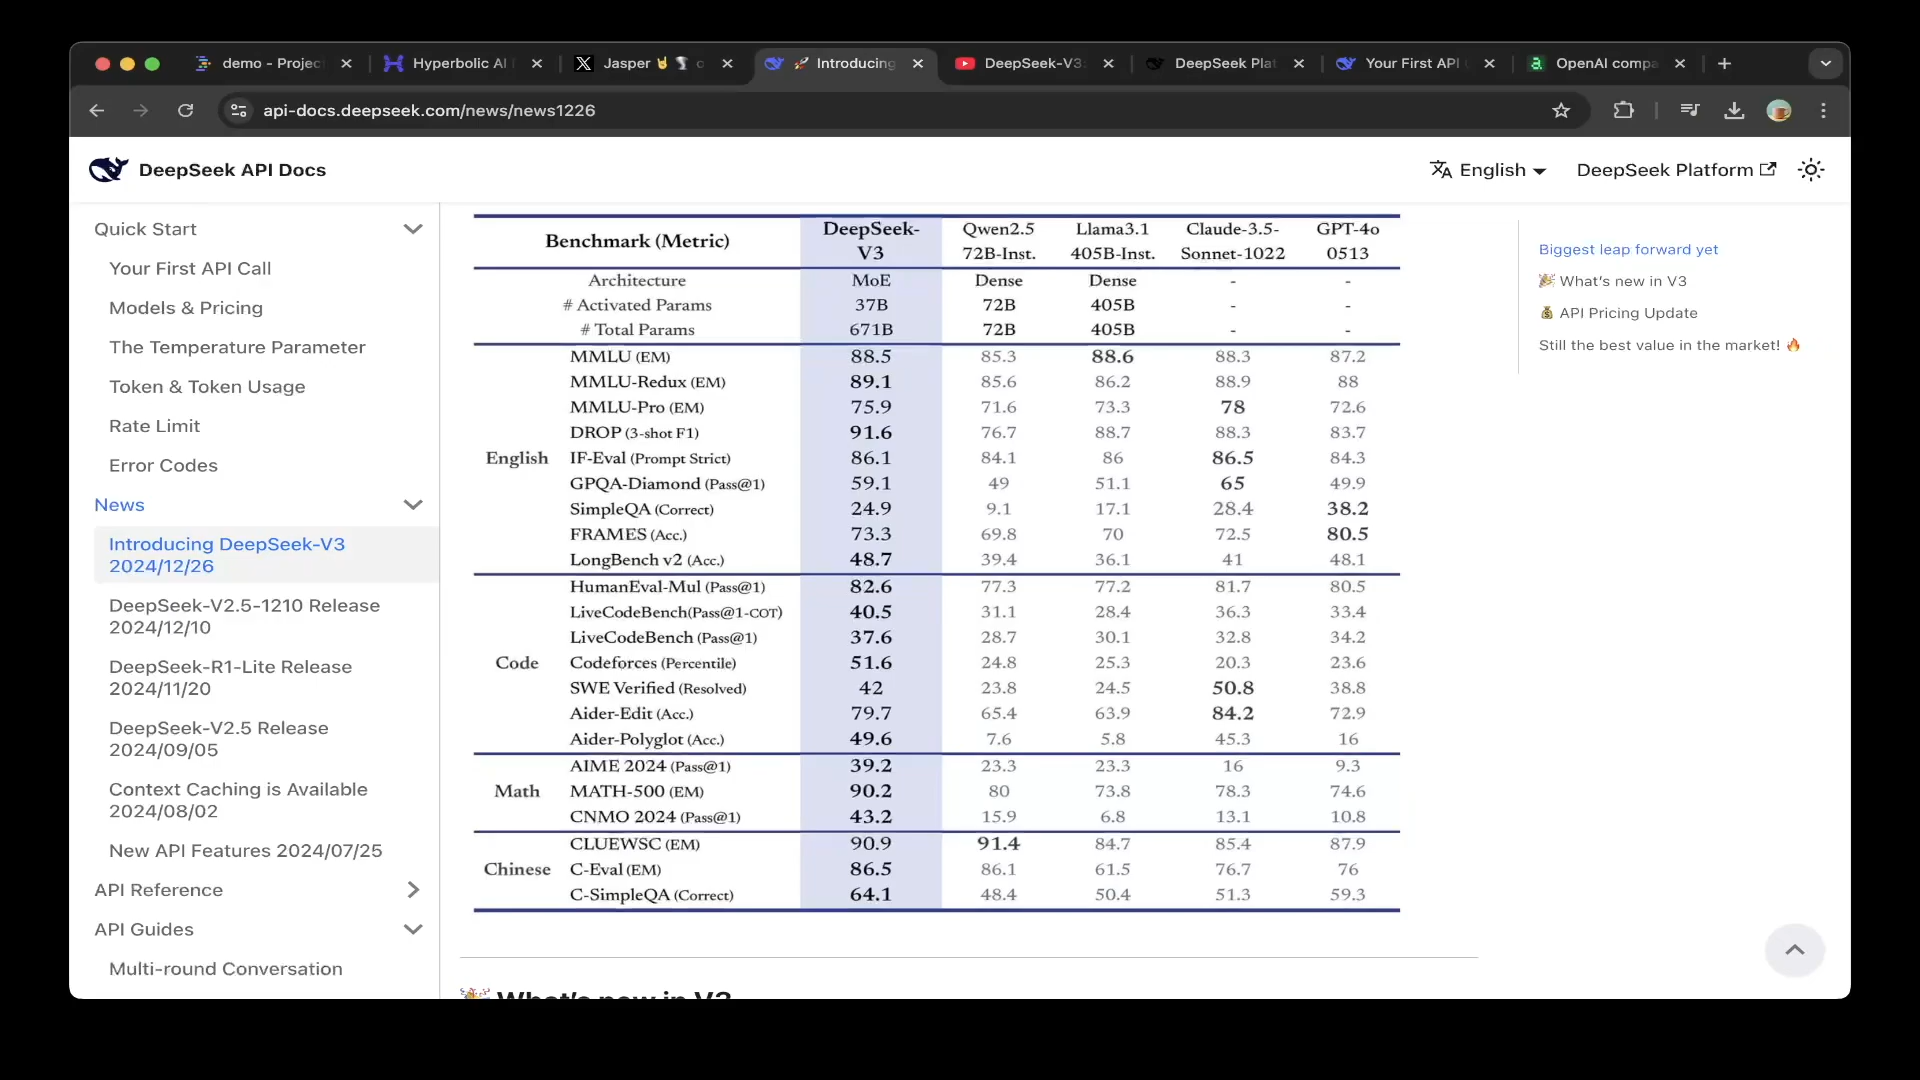 demo - Projec
Hyperbolic AI
Jasper
Introducing
DeepSeek-V3
DeepSeek Plat
Your First API
OpenAI compa
api-docs.deepseek.com/news/news1226
DeepSeek API Docs
English
DeepSeek Platform
Quick Start
Your First API Call
Models & Pricing
The Temperature Parameter
Token & Token Usage
Rate Limit
Error Codes
News
Introducing DeepSeek-V3
2024/12/26
DeepSeek-V2.5-1210 Release
2024/12/10
DeepSeek-R1-Lite Release
2024/11/20
DeepSeek-V2.5 Release
2024/09/05
Context Caching is Available
2024/08/02
New API Features 2024/07/25
API Reference
API Guides
Multi-round Conversation
Benchmark (Metric) DeepSeek-V3 Qwen2.5 72B-Inst. Llama3.1 405B-Inst. Claude-3.5-Sonnet-1022 GPT-4o 0513
Architecture MoE Dense Dense - -
# Activated Params 37B 72B 405B - -
# Total Params 671B 72B 405B - -
English
MMLU (EM) 88.5 85.3 88.6 88.3 87.2
MMLU-Redux (EM) 89.1 85.6 86.2 88.9 88
MMLU-Pro (EM) 75.9 71.6 73.3 78 72.6
DROP (3-shot F1) 91.6 76.7 88.7 88.3 83.7
IF-Eval (Prompt Strict) 86.1 84.1 86 86.5 84.3
GPQA-Diamond (Pass@1) 59.1 49 51.1 65 49.9
SimpleQA (Correct) 24.9 9.1 17.1 28.4 38.2
FRAMES (Acc.) 73.3 69.8 70 72.5 80.5
LongBench v2 (Acc.) 48.7 39.4 36.1 41 48.1
Code
HumanEval-Mul (Pass@1) 82.6 77.3 77.2 81.7 80.5
LiveCodeBench(Pass@1-COT) 40.5 31.1 28.4 36.3 33.4
LiveCodeBench (Pass@1) 37.6 28.7 30.1 32.8 34.2
Codeforces (Percentile) 51.6 24.8 25.3 20.3 23.6
SWE Verified (Resolved) 42 23.8 24.5 50.8 38.8
Aider-Edit (Acc.) 79.7 65.4 63.9 84.2 72.9
Aider-Polyglot (Acc.) 49.6 7.6 5.8 45.3 16
Math
AIME 2024 (Pass@1) 39.2 23.3 23.3 16 9.3
MATH-500 (EM) 90.2 80 73.8 78.3 74.6
CNMO 2024 (Pass@1) 43.2 15.9 6.8 13.1 10.8
Chinese
CLUEWSC (EM) 90.9 91.4 84.7 85.4 87.9
C-Eval (EM) 86.5 86.1 61.5 76.7 76
C-SimpleQA (Correct) 64.1 48.4 50.4 51.3 59.3
🎉 What's new in V3
Biggest leap forward yet
🎉 What's new in V3
💰 API Pricing Update
Still the best value in the market! 🔥